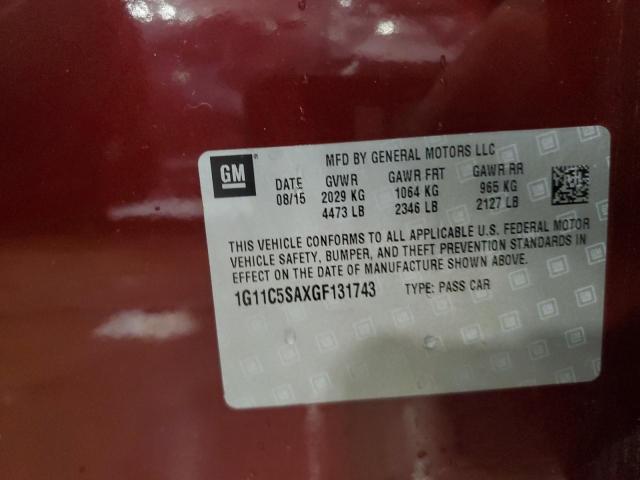 GM
MFD BY GENERAL MOTORS LLC
DATE GVWR GAWR FRT GAWR RR
08/15 2029 KG 1064 KG 965 KG
4473 LB 2346 LB 2127 LB
THIS VEHICLE CONFORMS TO ALL APPLICABLE U.S. FEDERAL MOTOR
VEHICLE SAFETY, BUMPER, AND THEFT PREVENTION STANDARDS IN
EFFECT ON THE DATE OF MANUFACTURE SHOWN ABOVE.
1G11C5SAXGF131743 TYPE: PASS CAR